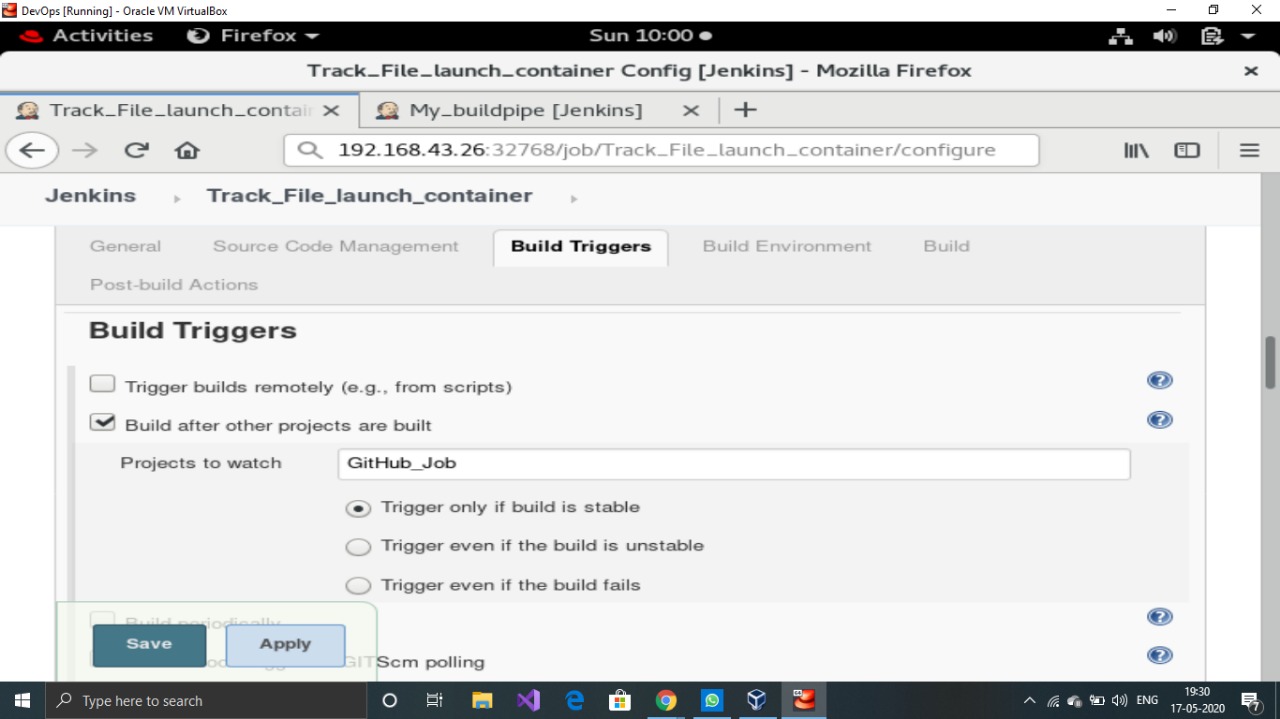 DevOps [Running] - Oracle VM VirtualBox
Activities Firefox Sun 10:00
Track_File_launch_container Config [Jenkins] - Mozilla Firefox
Track_File_launch_contai My_buildpipe [Jenkins]
192.168.43.26:32768/job/Track_File_launch_container/configure
Jenkins Track_File_launch_container
General Source Code Management Build Triggers Build Environment Build
Post-build Actions
Build Triggers
Trigger builds remotely (e.g., from scripts)
Build after other projects are built
Projects to watch GitHub_Job
Trigger only if build is stable
Trigger even if the build is unstable
Trigger even if the build fails
Build periodically
Save Apply GITScm polling
Type here to search ENG 19:30
17-05-2020 7